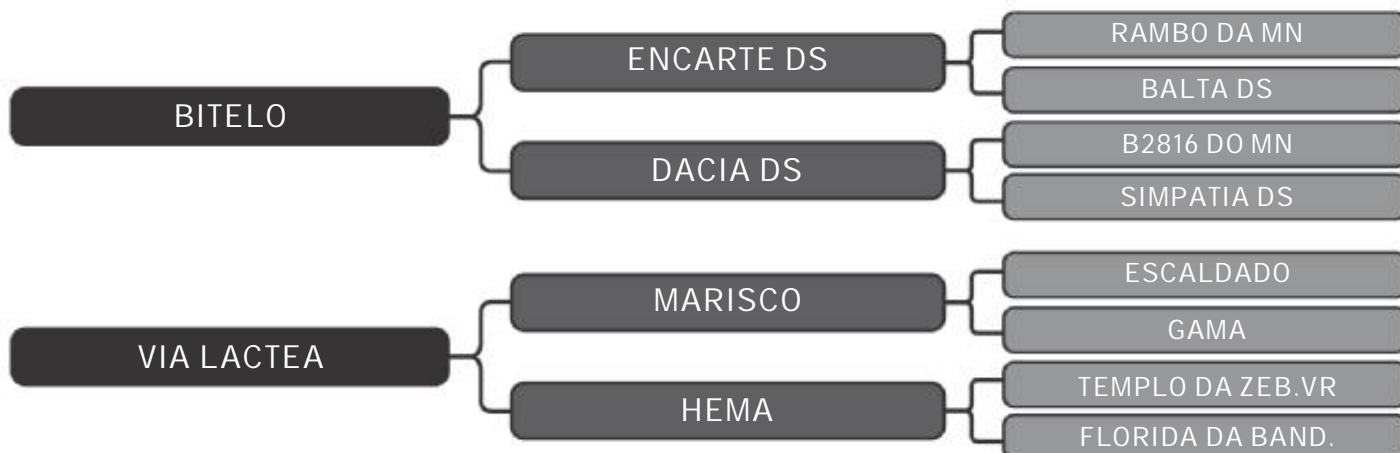 BITELO
ENCARTE DS
RAMBO DA MN
BALTA DS
DACIA DS
B2816 DO MN
SIMPATIA DS
VIA LACTEA
MARISCO
ESCALDADO
GAMA
HEMA
TEMPLO DA ZEB.VR
FLORIDA DA BAND.